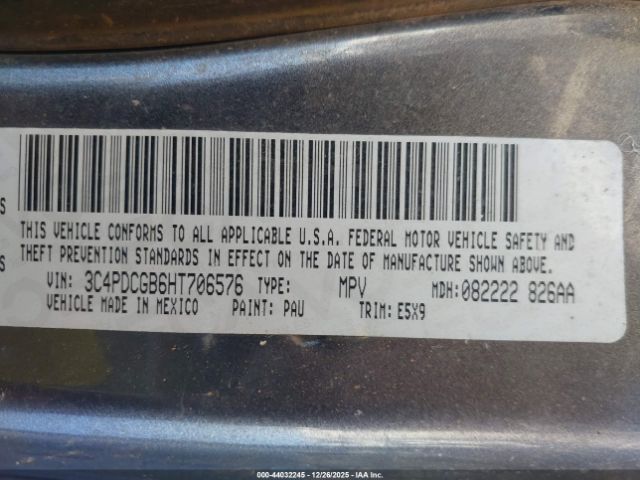 S
THIS VEHICLE CONFORMS TO ALL APPLICABLE U.S.A. FEDERAL MOTOR VEHICLE SAFETY AND
S THEFT PREVENTION STANDARDS IN EFFECT ON THE DATE OF MANUFACTURE SHOWN ABOVE.
VIN: 3C4PDCGB6HT706576 TYPE: MPV MDH: 082222 826AA
VEHICLE MADE IN MEXICO PAINT: PAU TRIM: E5X9
000-44032245 - 12/26/2025 - IAA Inc.